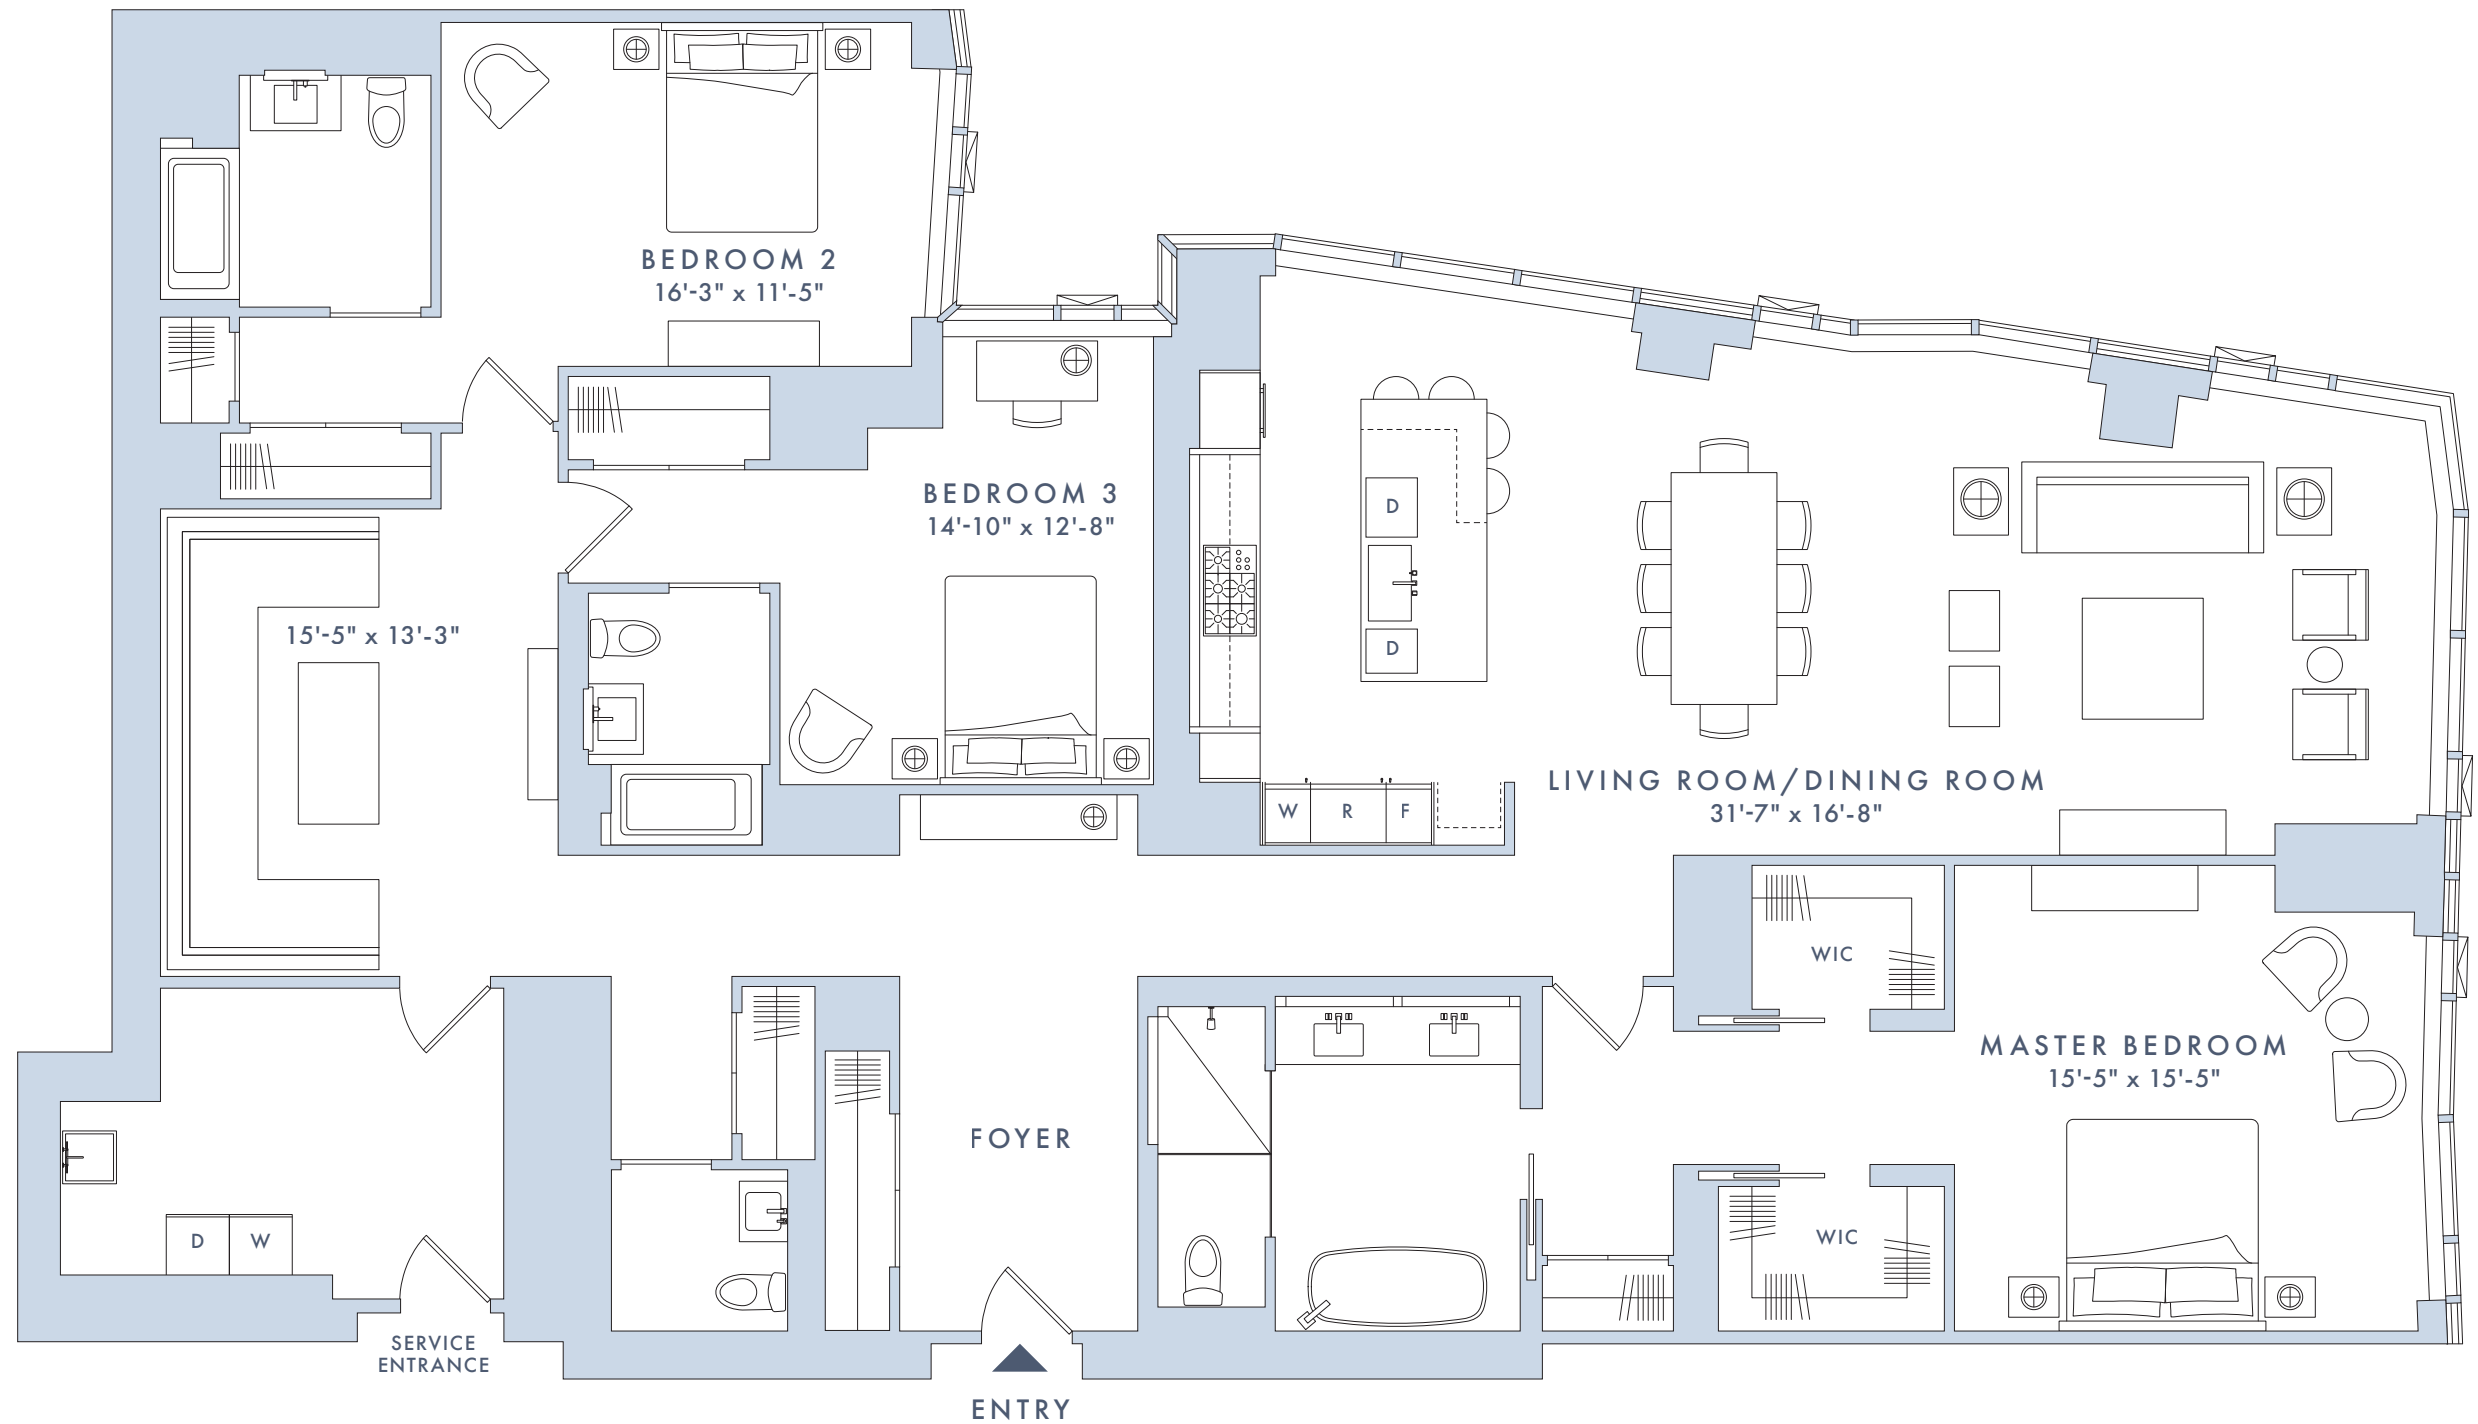 BEDROOM 2
16'-3" x 11'-5"
BEDROOM 3
14'-10" x 12'-8"
D
15'-5" x 13'-3"
D
LIVING ROOM/DINING ROOM
31'-7" x 16'-8"
W
R
F
WIC
MASTER BEDROOM
15'-5" x 15'-5"
FOYER
WIC
D
W
SERVICE
ENTRANCE
ENTRY